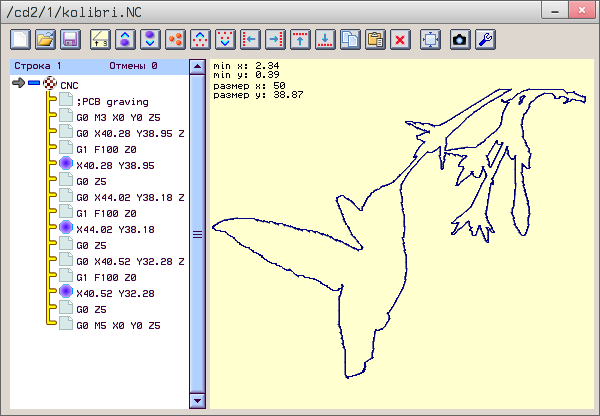 /cd2/1/kolibri.NC
Строка 1 Отмены 0
CNC
;PCB graving
G0 M3 X0 Y0 Z5
G0 X40.28 Y38.95 Z
G1 F100 Z0
X40.28 Y38.95
G0 Z5
G0 X44.02 Y38.18 Z
G1 F100 Z0
X44.02 Y38.18
G0 Z5
G0 X40.52 Y32.28 Z
G1 F100 Z0
X40.52 Y32.28
G0 Z5
G0 M5 X0 Y0 Z5
min x: 2.34
min y: 0.39
размер x: 50
размер y: 38.87